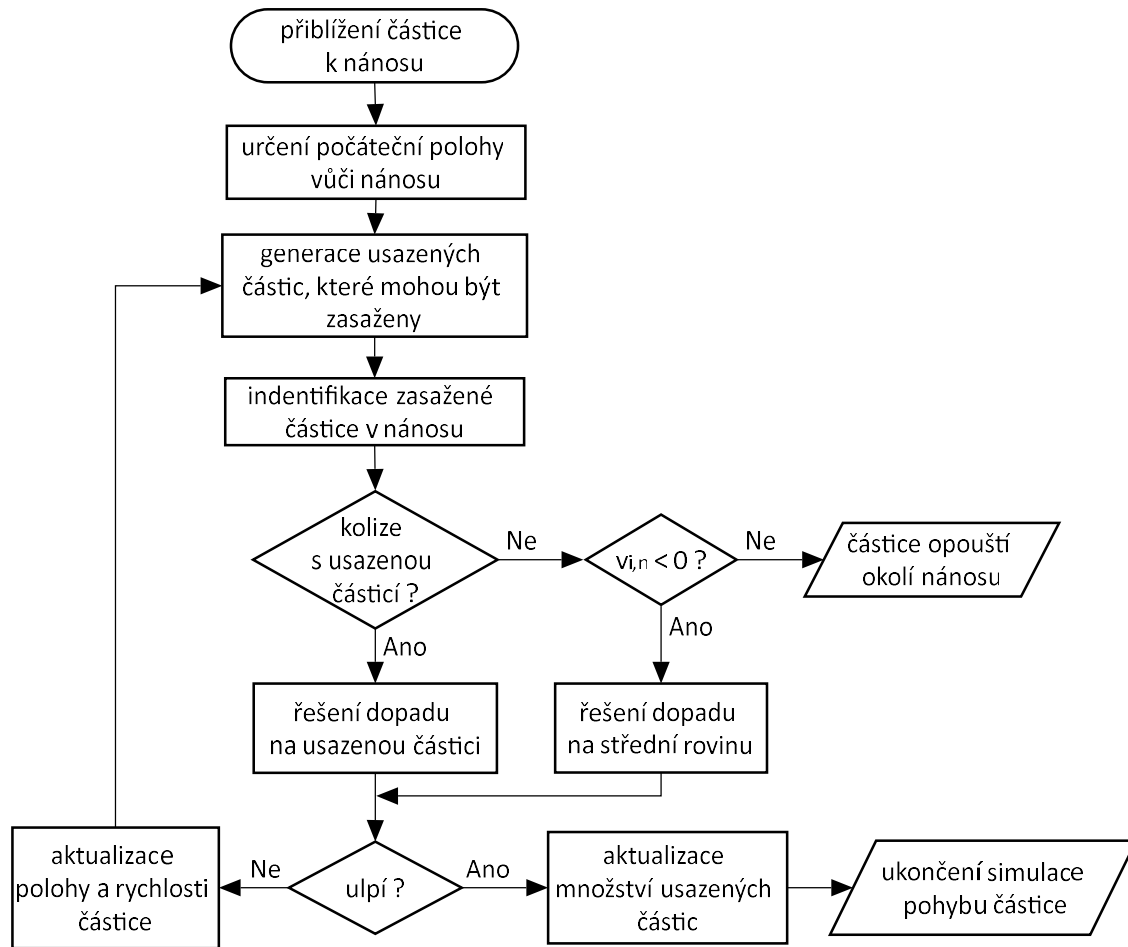 přiblížení částice
k nánosu
určení počáteční polohy
vůči nánosu
generace usazených
částic, které mohou být
zasaženy
indentifikace zasažené
částice v nánosu
kolize
s usazenou
částicí ?
Ne
vi,n < 0 ?
Ne
částice opouští
okolí nánosu
Ano
Ano
řešení dopadu
na usazenou částici
řešení dopadu
na střední rovinu
aktualizace
polohy a rychlosti
částice
Ne
ulpí ?
Ano
aktualizace
množství usazených
částic
ukončení simulace
pohybu částice